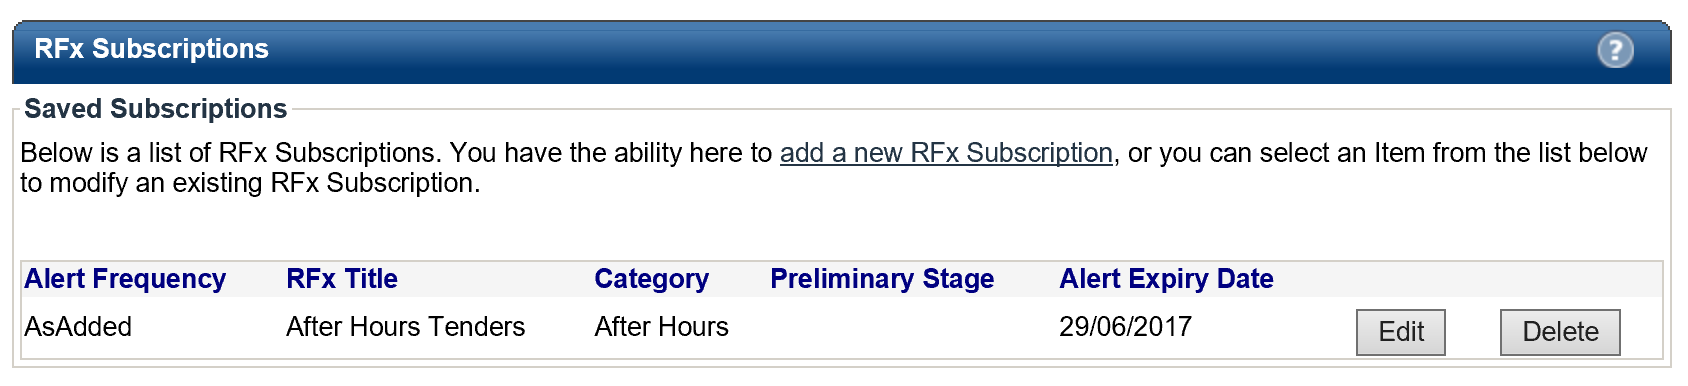 RFx Subscriptions ?
Saved Subscriptions
Below is a list of RFx Subscriptions. You have the ability here to add a new RFx Subscription, or you can select an Item from the list below
to modify an existing RFx Subscription.
Alert Frequency RFx Title Category Preliminary Stage Alert Expiry Date
AsAdded After Hours Tenders After Hours 29/06/2017 Edit Delete